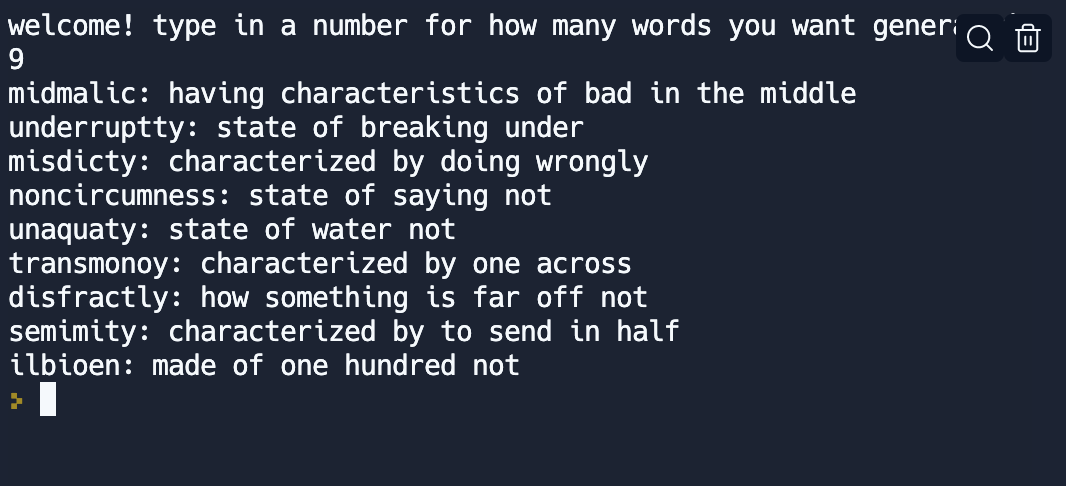 welcome! type in a number for how many words you want
9
midmalic: having characteristics of bad in the middle
underruptty: state of breaking under
misdicty: characterized by doing wrongly
noncircumness: state of saying not
unaquaty: state of water not
transmonoy: characterized by one across
disfractly: how something is far off not
semimity: characterized by to send in half
ilbioen: made of one hundred not